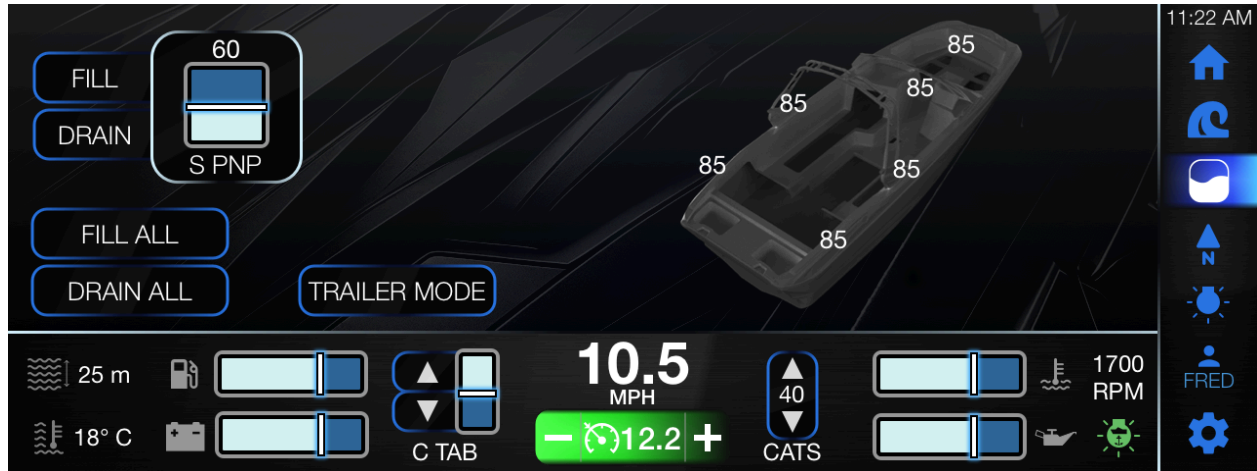 11:22 AM
60
FILL
DRAIN
S PNP
FILL ALL
DRAIN ALL
TRAILER MODE
85
85
85
85
85
85
N
FRED
25 m
18° C
C TAB
10.5
MPH
12.2
40
CATS
1700
RPM